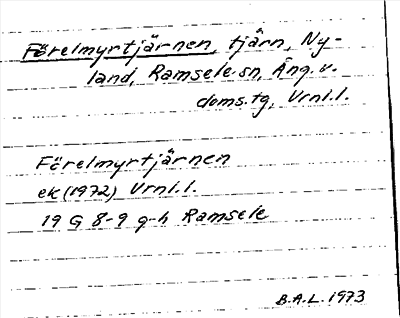 Förelmyrtjärnen, tjärn, Ny-
land, Ramsele sn, Ång. v.
doms.tg, Vrnl.l.
Förelmyrtjärnen
ek (1972) Vrnl.l.
19 G 8-9 g-h Ramsele
B.A.L. 1973